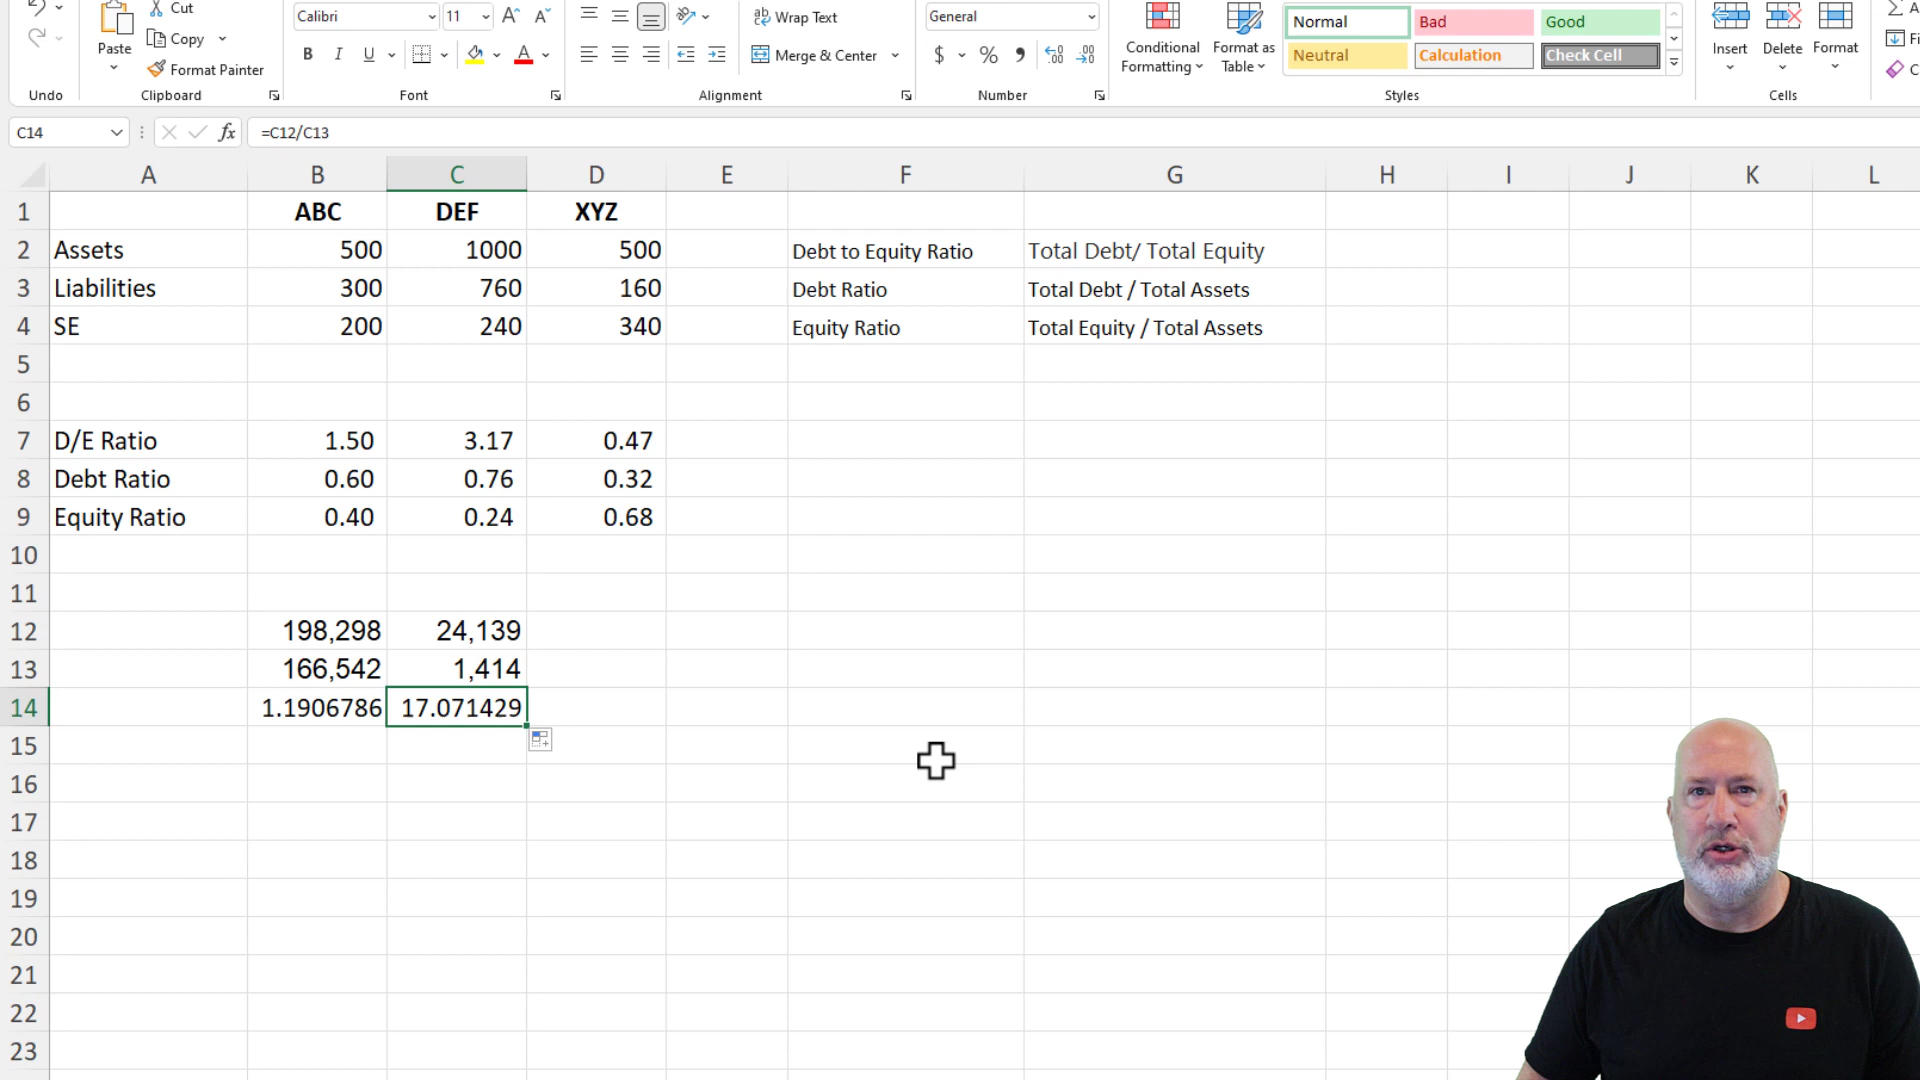 Cut
Calibri 11
Wrap Text
General
Normal Bad Good
Paste
Copy
Conditional Formatting
Format as Table
Insert Delete Format
B I U
Merge & Center
$ % ,
Neutral Calculation Check Cell
Format Painter
Undo Clipboard Font Alignment Number Styles Cells
C14 fx =C12/C13
A B C D E F G H I J K L
1 ABC DEF XYZ
2 Assets 500 1000 500 Debt to Equity Ratio Total Debt/ Total Equity
3 Liabilities 300 760 160 Debt Ratio Total Debt / Total Assets
4 SE 200 240 340 Equity Ratio Total Equity / Total Assets
5
6
7 D/E Ratio 1.50 3.17 0.47
8 Debt Ratio 0.60 0.76 0.32
9 Equity Ratio 0.40 0.24 0.68
10
11
12 198,298 24,139
13 166,542 1,414
14 1.1906786 17.071429
15
16
17
18
19
20
21
22
23